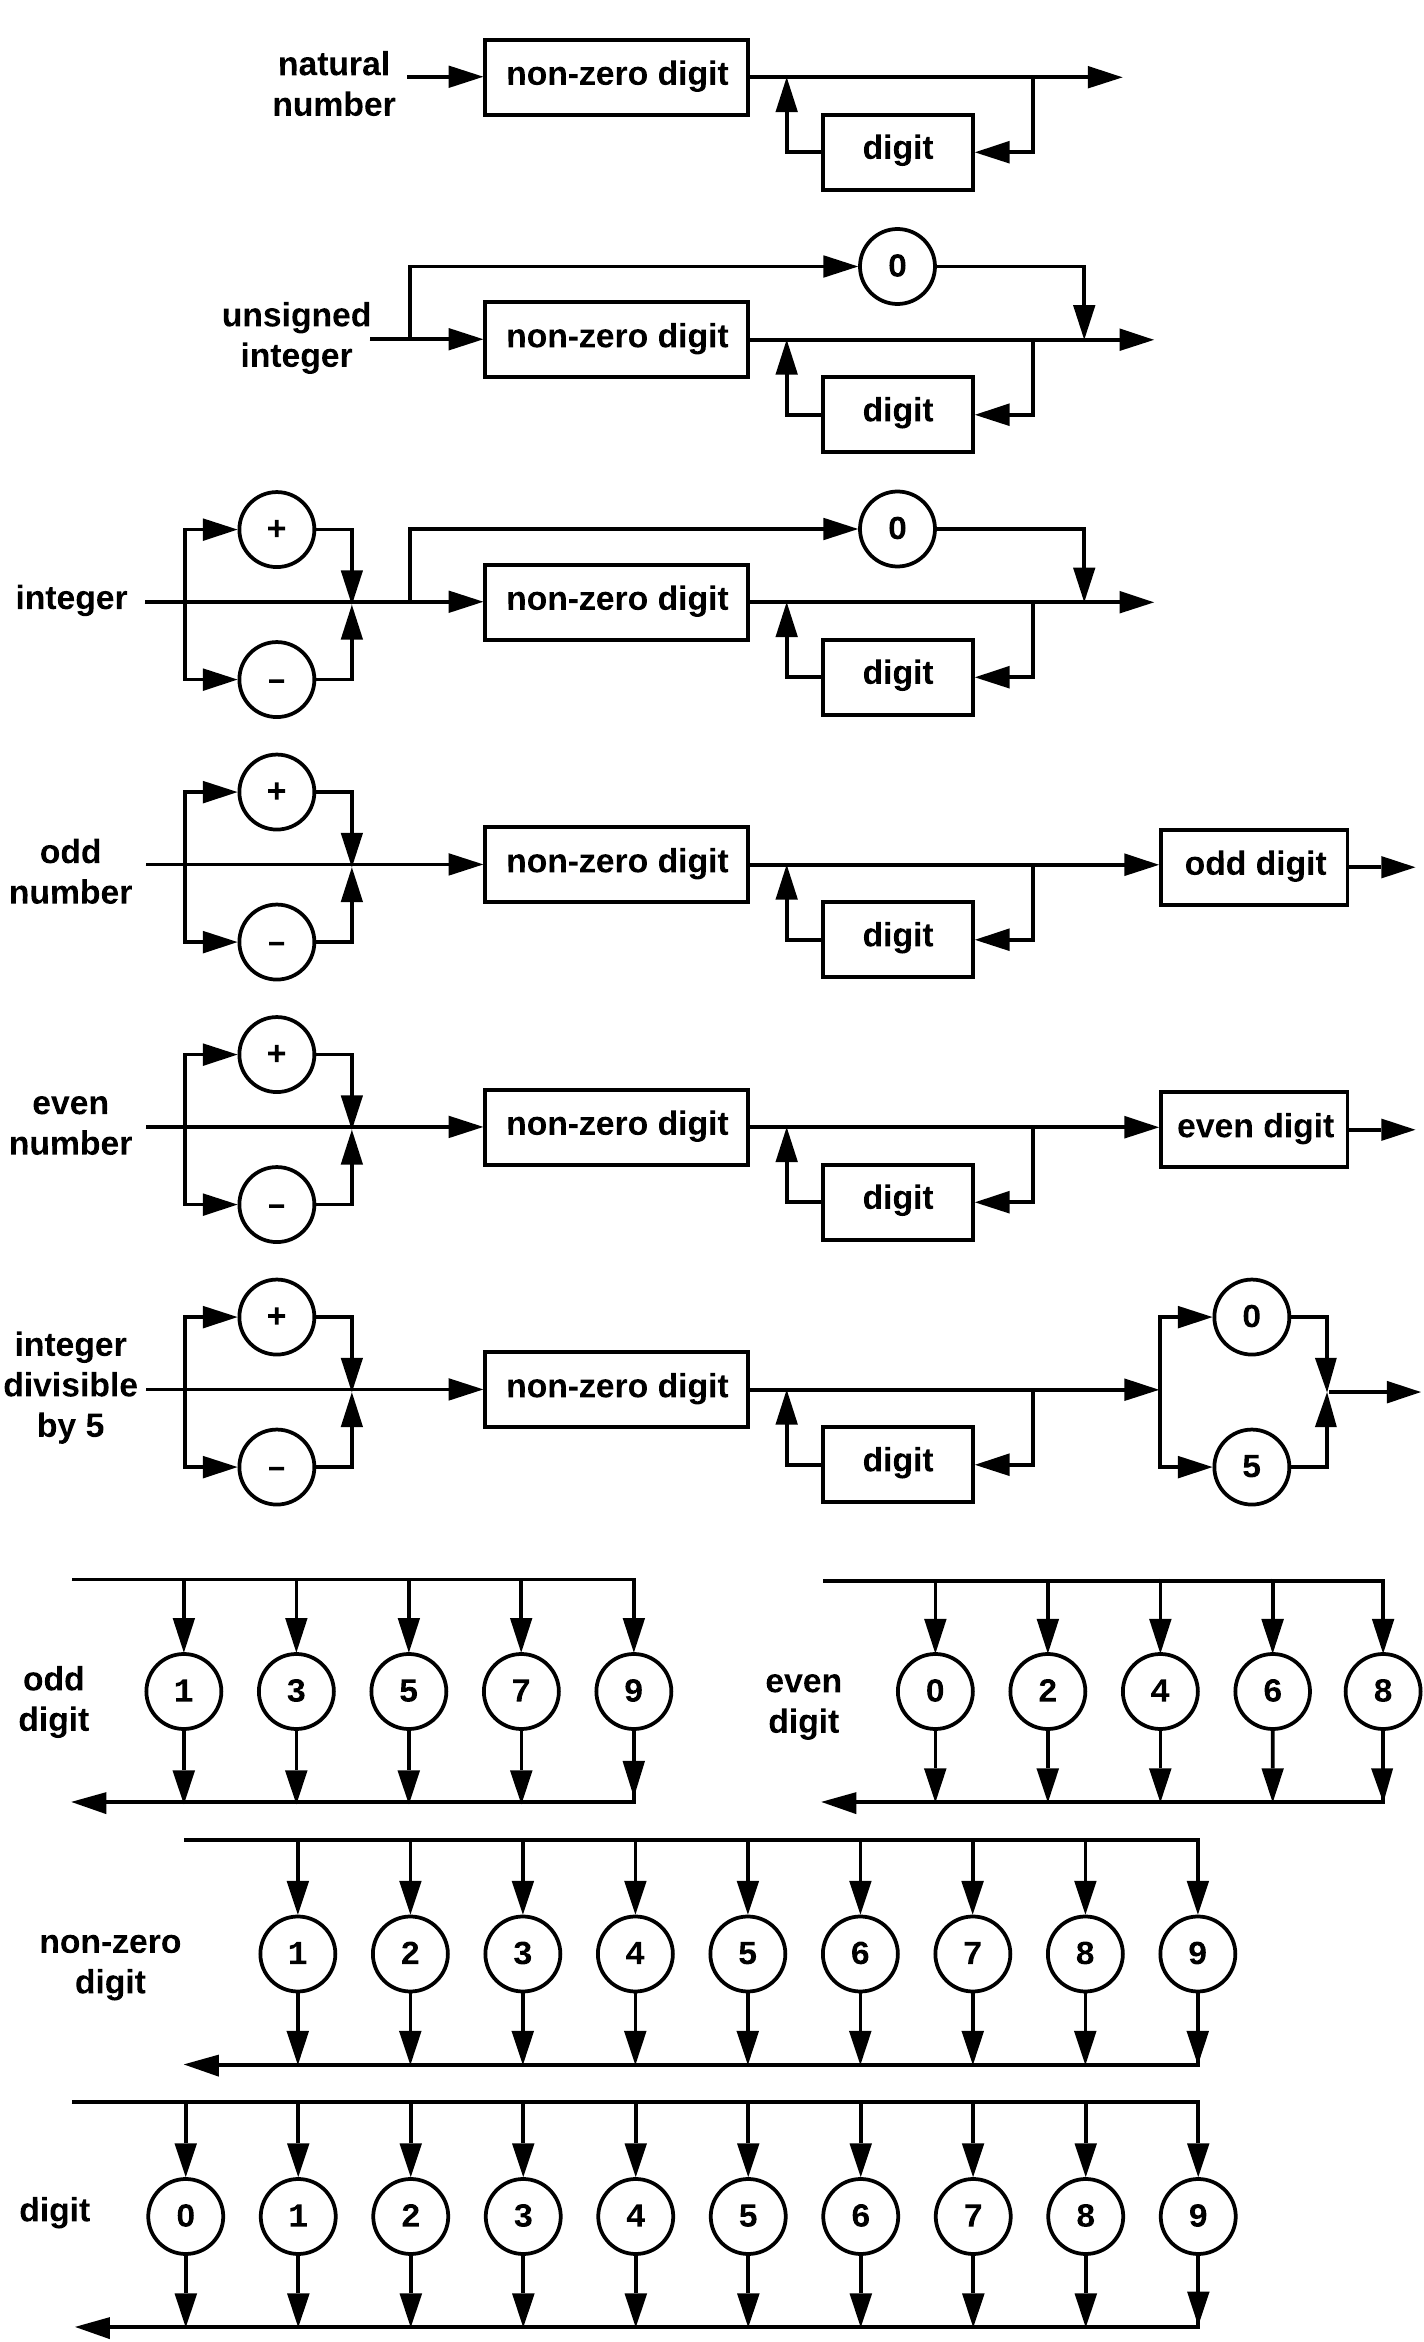 natural
number
non-zero digit
digit
0
unsigned
integer
non-zero digit
digit
+
0
integer
non-zero digit
–
digit
+
odd
number
non-zero digit
odd digit
–
digit
+
even
number
non-zero digit
even digit
–
digit
+
0
integer
divisible
by 5
non-zero digit
–
digit
5
odd
digit
1 3 5 7 9
even
digit
0 2 4 6 8
non-zero
digit
1 2 3 4 5 6 7 8 9
digit
0 1 2 3 4 5 6 7 8 9